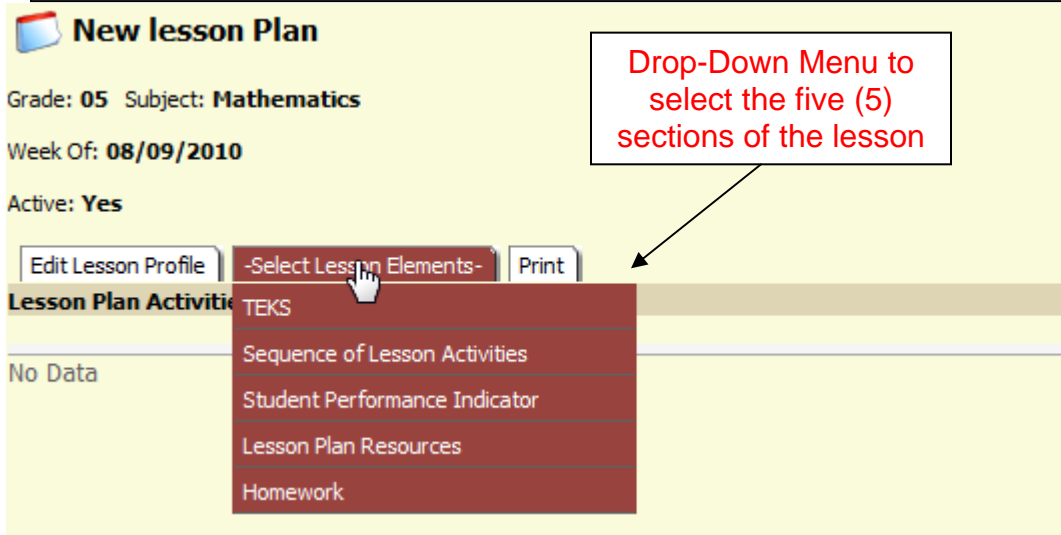 New lesson Plan
Drop-Down Menu to
select the five (5)
sections of the lesson
Grade: 05 Subject: Mathematics
Week Of: 08/09/2010
Active: Yes
Edit Lesson Profile -Select Lesson Elements- Print
Lesson Plan Activitie
TEKS
Sequence of Lesson Activities
No Data
Student Performance Indicator
Lesson Plan Resources
Homework